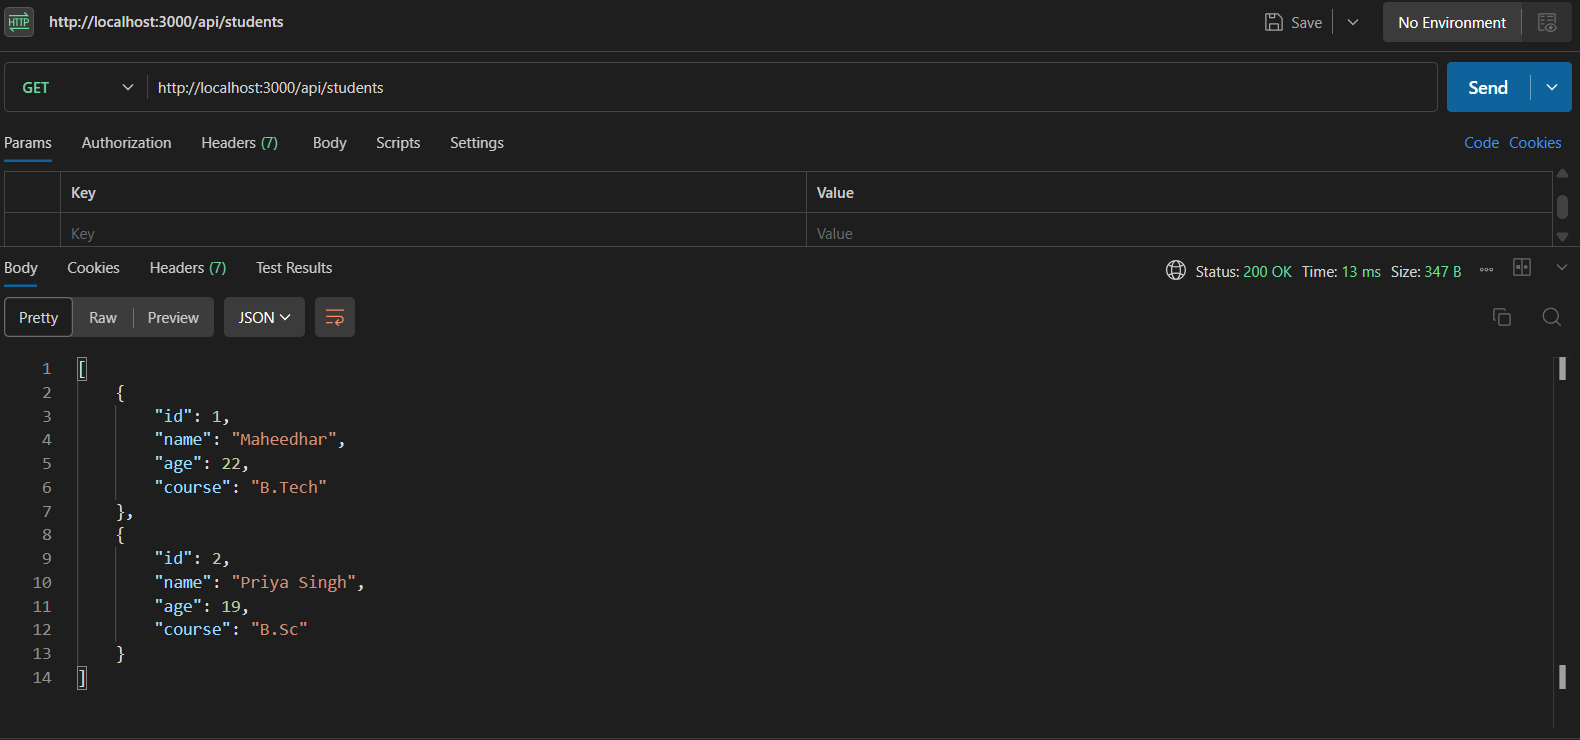 HTTP http://localhost:3000/api/students Save No Environment
GET http://localhost:3000/api/students Send
Params Authorization Headers (7) Body Scripts Settings Code Cookies
Key Value
Key Value
Body Cookies Headers (7) Test Results Status: 200 OK Time: 13 ms Size: 347 B
Pretty Raw Preview JSON
1 [
2 {
3 "id": 1,
4 "name": "Maheedhar",
5 "age": 22,
6 "course": "B.Tech"
7 },
8 {
9 "id": 2,
10 "name": "Priya Singh",
11 "age": 19,
12 "course": "B.Sc"
13 }
14 ]